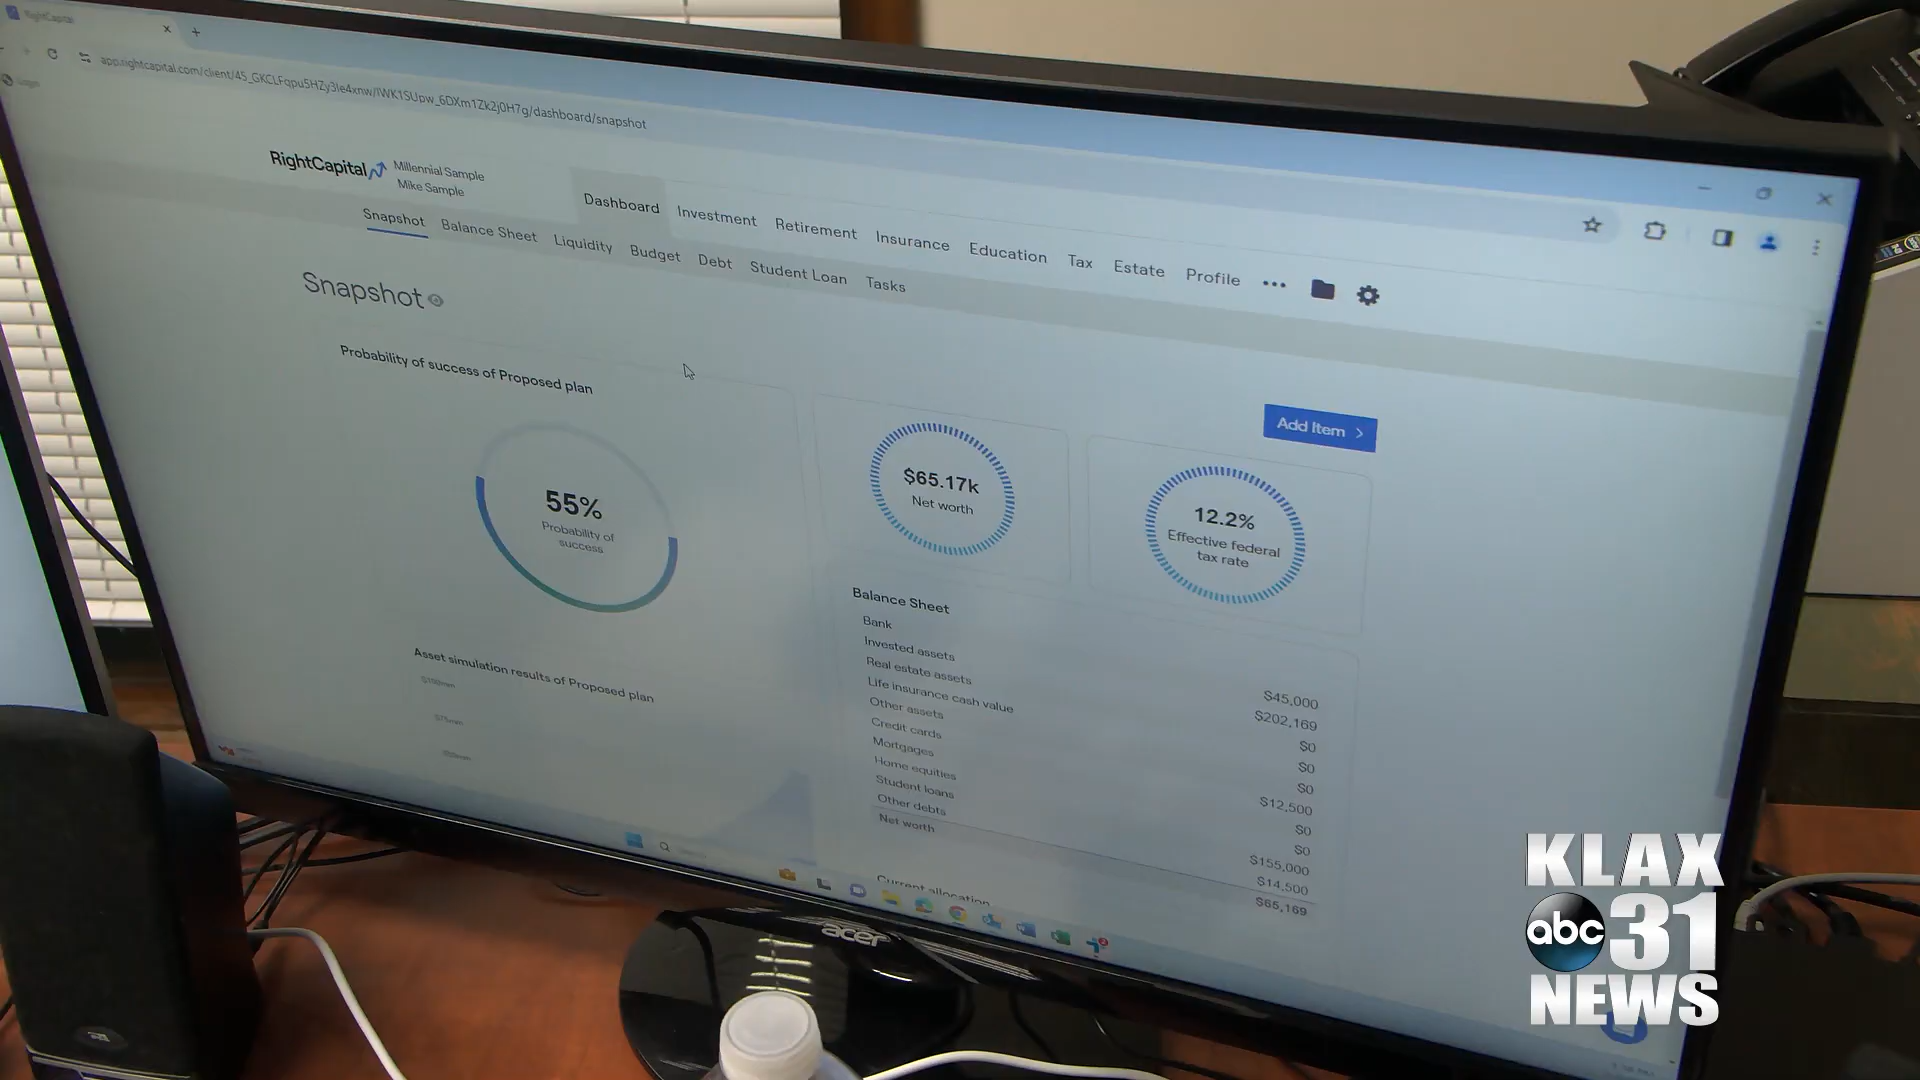 RightCapital
app.rightcapital.com/client/45_GKCLFqpu5HZy3le4xnw/IWK1SUpw_6DXm1Zk2j0H7g/dashboard/snapshot
Login
RightCapital
Millennial Sample
Mike Sample
Dashboard Investment Retirement Insurance Education Tax Estate Profile
Snapshot Balance Sheet Liquidity Budget Debt Student Loan Tasks
Snapshot
Add Item >
Probability of success of Proposed plan
55%
Probability of
success
$65.17k
Net worth
12.2%
Effective federal
tax rate
Balance Sheet
Bank $45,000
Invested assets $202,169
Real estate assets $0
Life insurance cash value $0
Other assets $0
Credit cards $12,500
Mortgages $0
Home equities $0
Student loans $155,000
Other debts $14,500
Net worth $65,169
Asset simulation results of Proposed plan
Current allocation
acer
KLAX
abc 31
NEWS